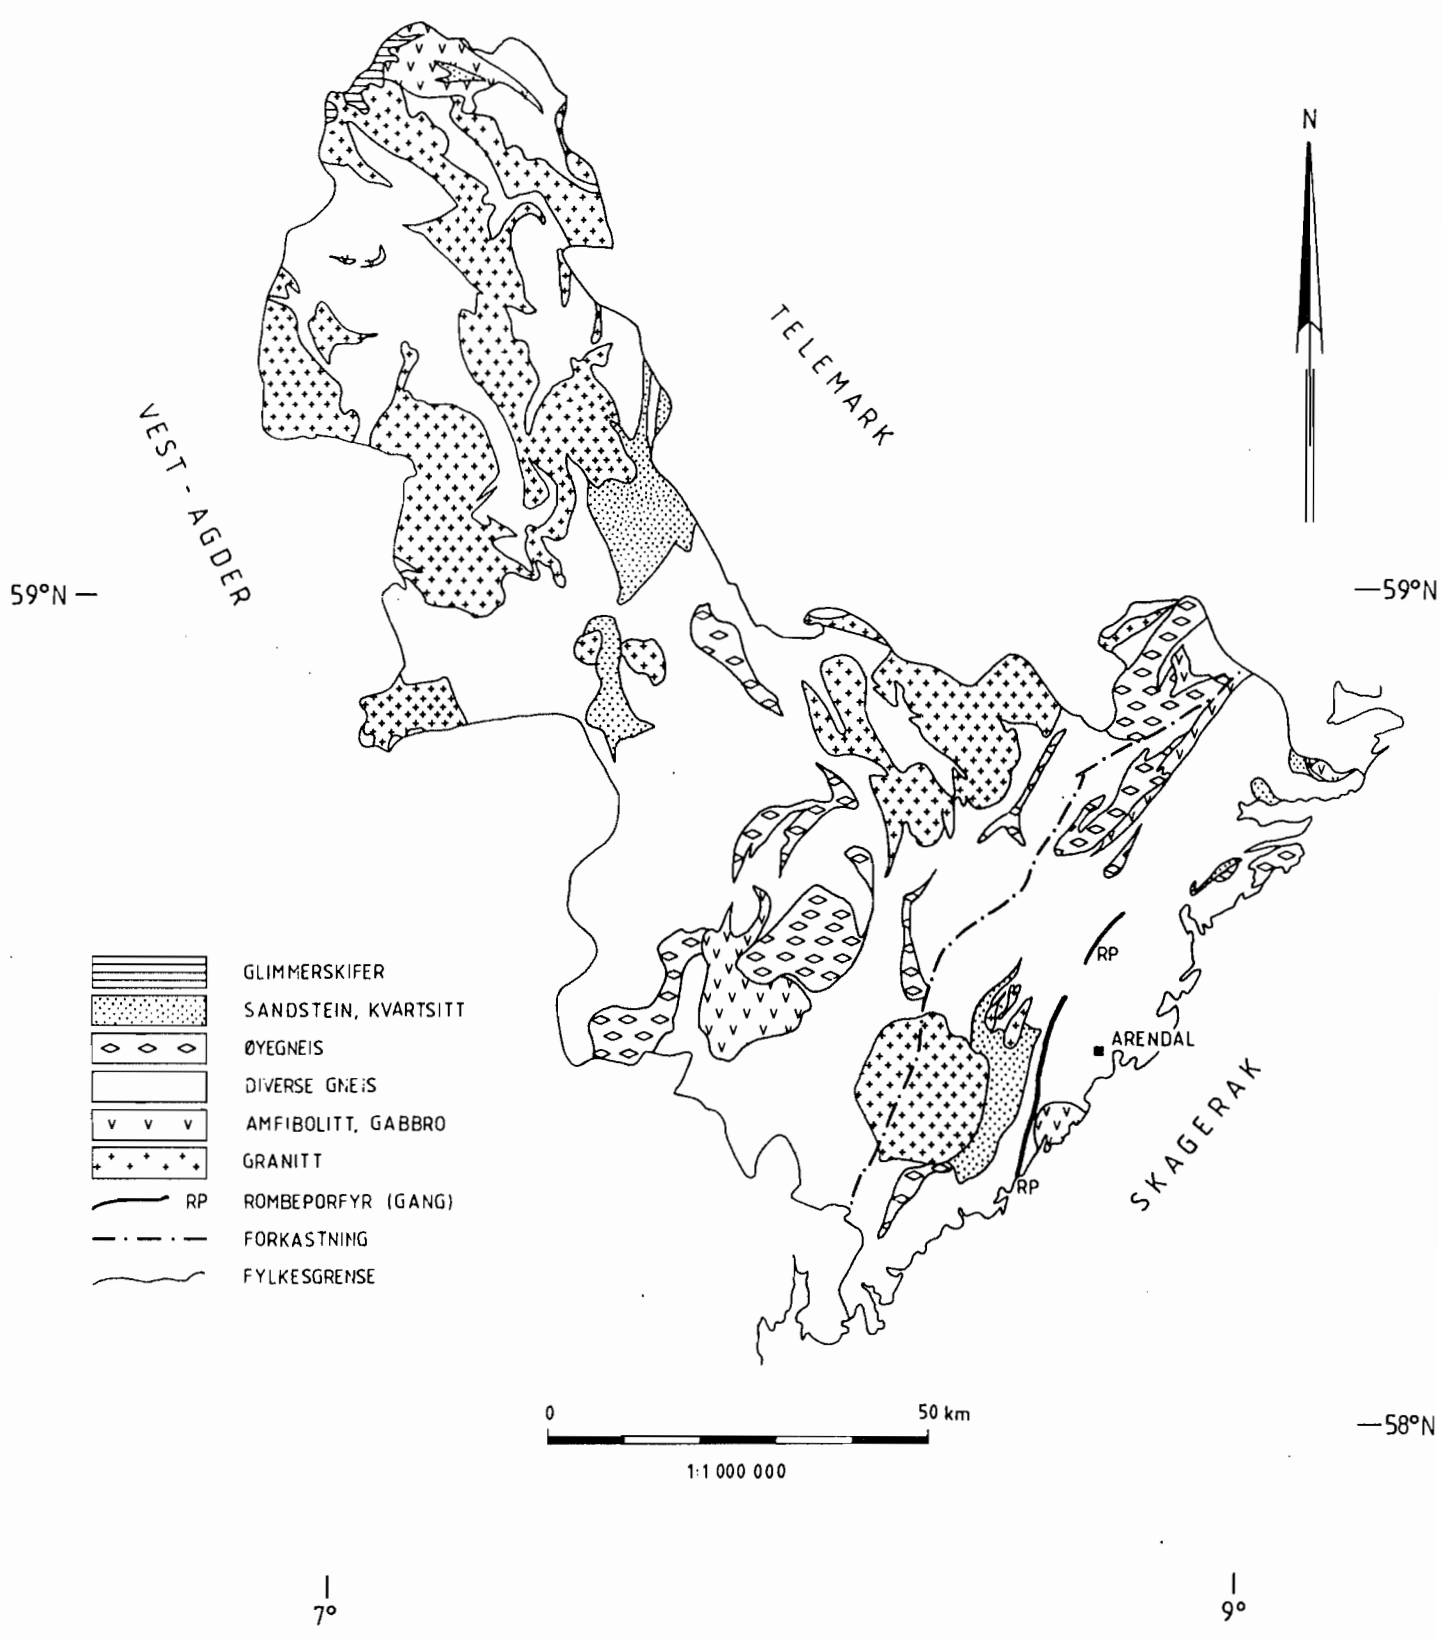 N
TELEMARK
VEST-AGDER
59°N
59°N
RP
ARENDAL
SKAGERAK
RP
GLIMMERSKIFER
SANDSTEIN, KVARTSITT
ØYEGNEIS
DIVERSE GNEIS
AMFIBOLITT, GABBRO
GRANITT
RP ROMBEPORFYR (GANG)
FORKASTNING
FYLKESGRENSE
0 50 km
1:1 000 000
58°N
7° 9°